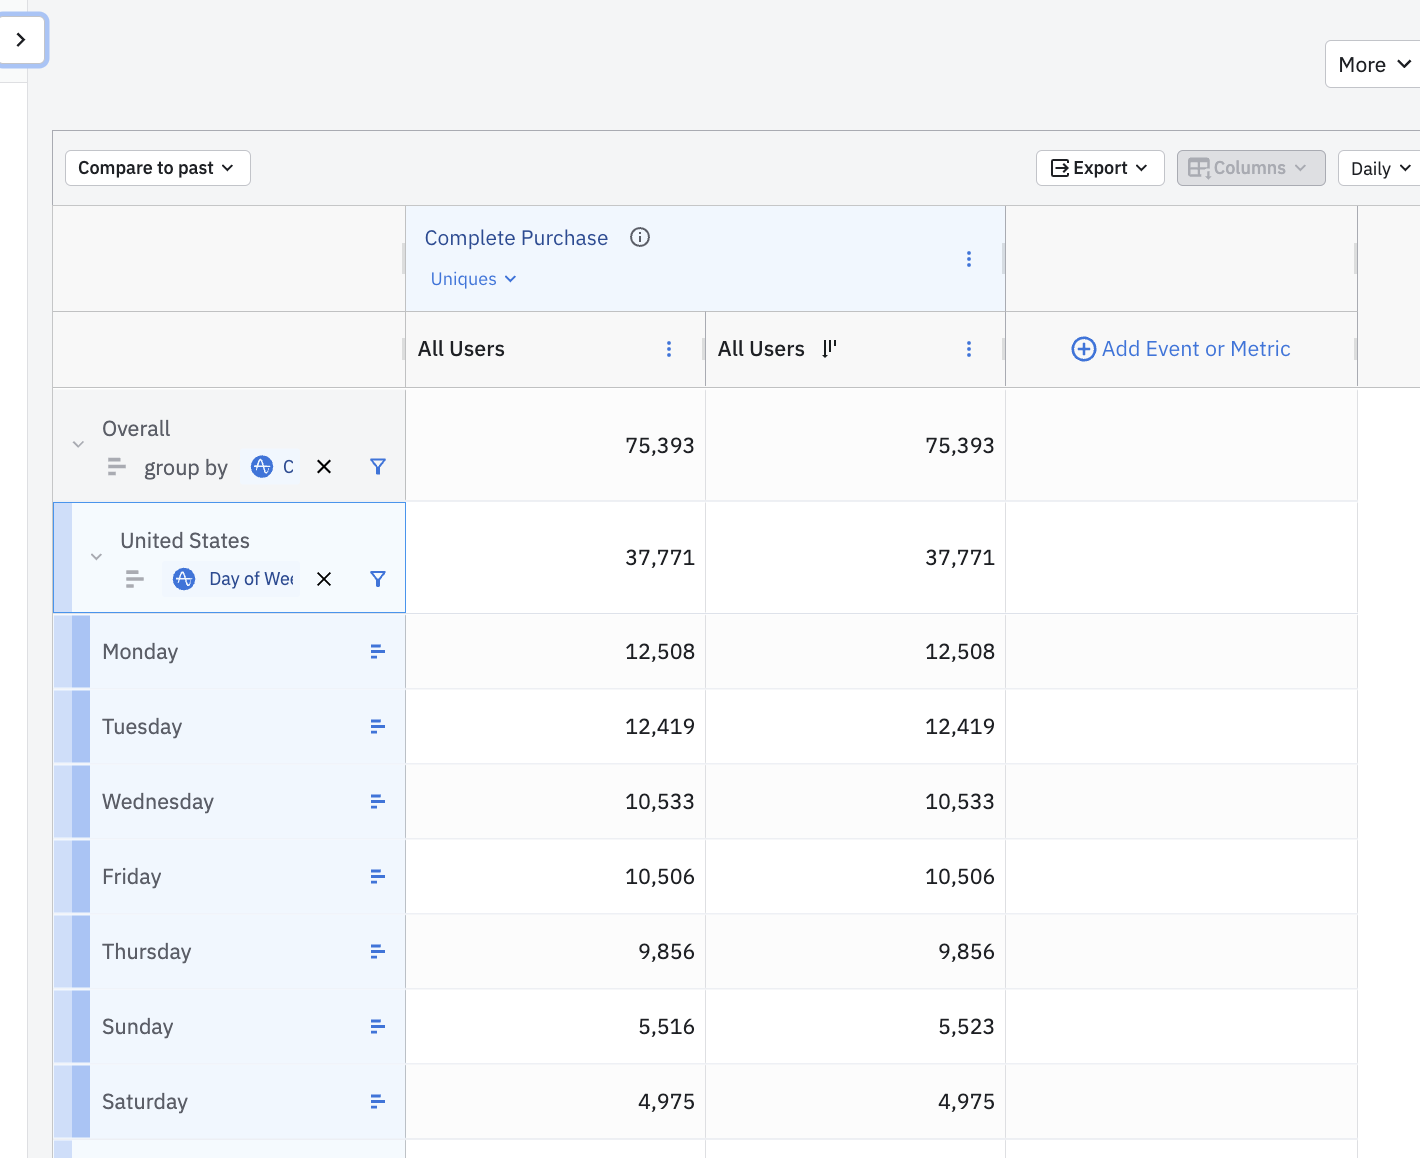 More
Compare to past
Export
Columns
Daily
Complete Purchase
Uniques
All Users
All Users
Add Event or Metric
Overall
group by C
75,393
75,393
United States
Day of Wee
37,771
37,771
Monday
12,508
12,508
Tuesday
12,419
12,419
Wednesday
10,533
10,533
Friday
10,506
10,506
Thursday
9,856
9,856
Sunday
5,516
5,523
Saturday
4,975
4,975